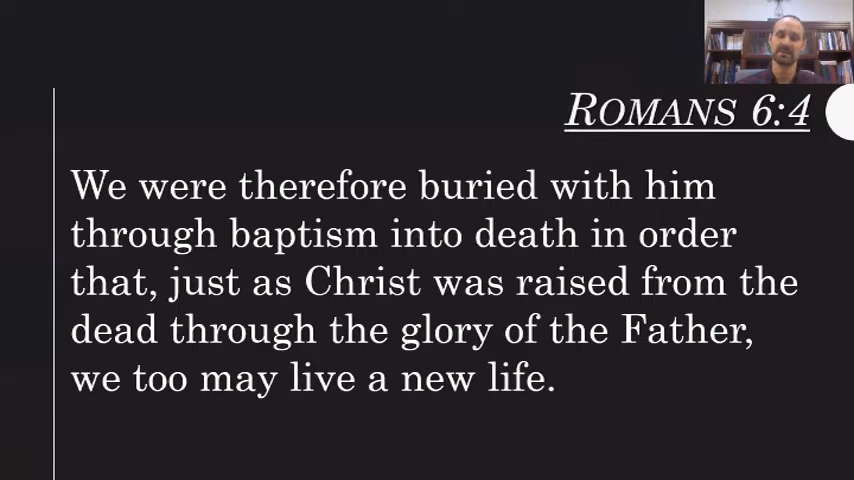 ROMANS 6:4
We were therefore buried with him
through baptism into death in order
that, just as Christ was raised from the
dead through the glory of the Father,
we too may live a new life.